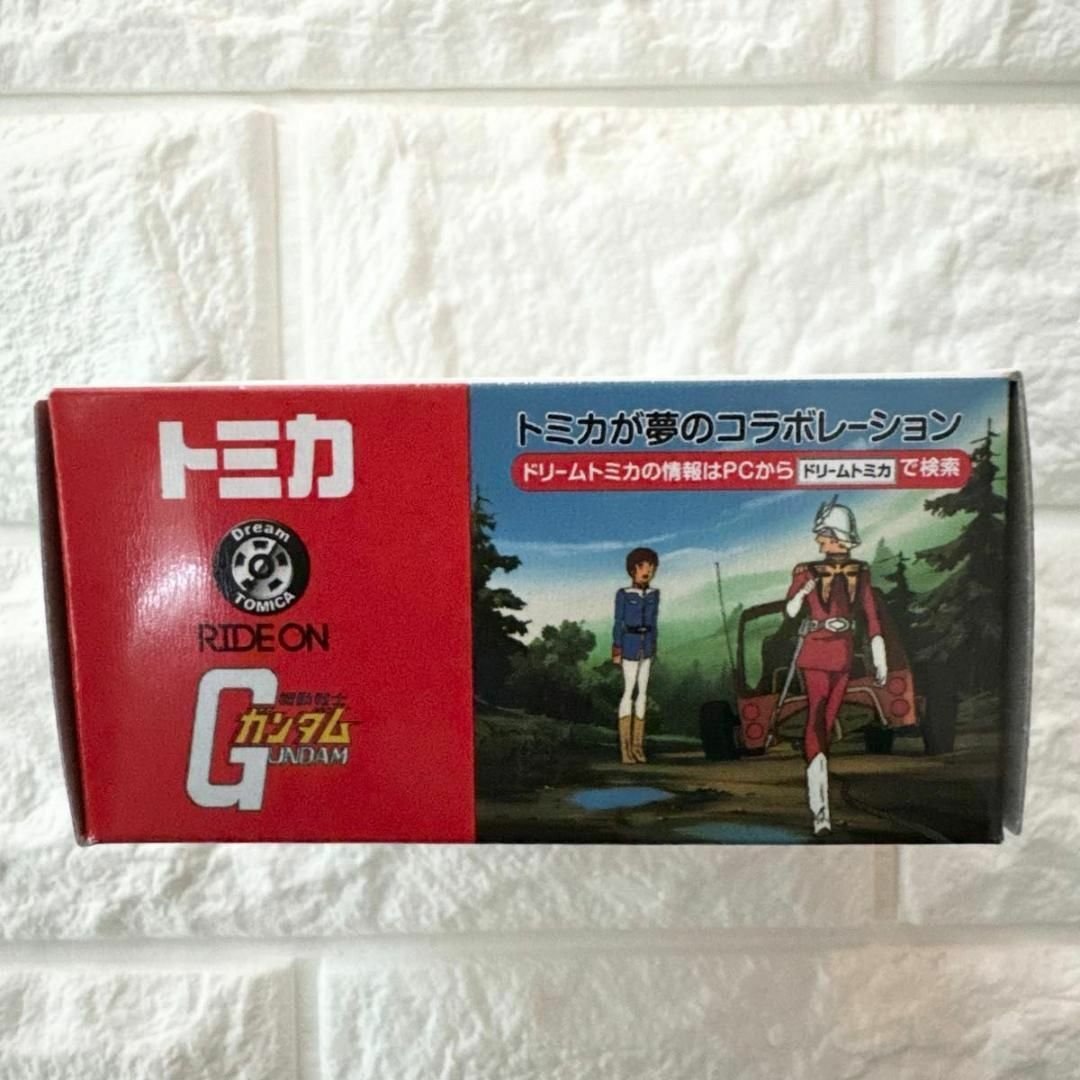 トミカ
Dream
TOMICA
RIDE ON
機動戦士
ガンダム
GUNDAM
トミカが夢のコラボレーション
ドリームトミカの情報はPCから ドリームトミカ で検索